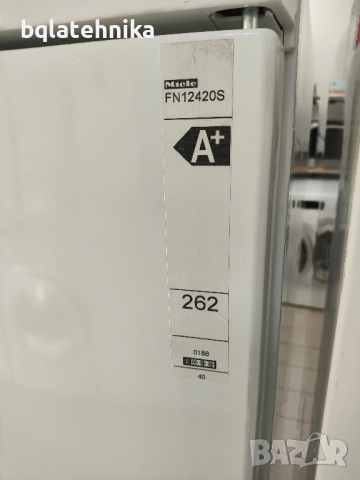 bqlatehnika
Miele
FN12420S
A+
262
0188
40
BAZAR